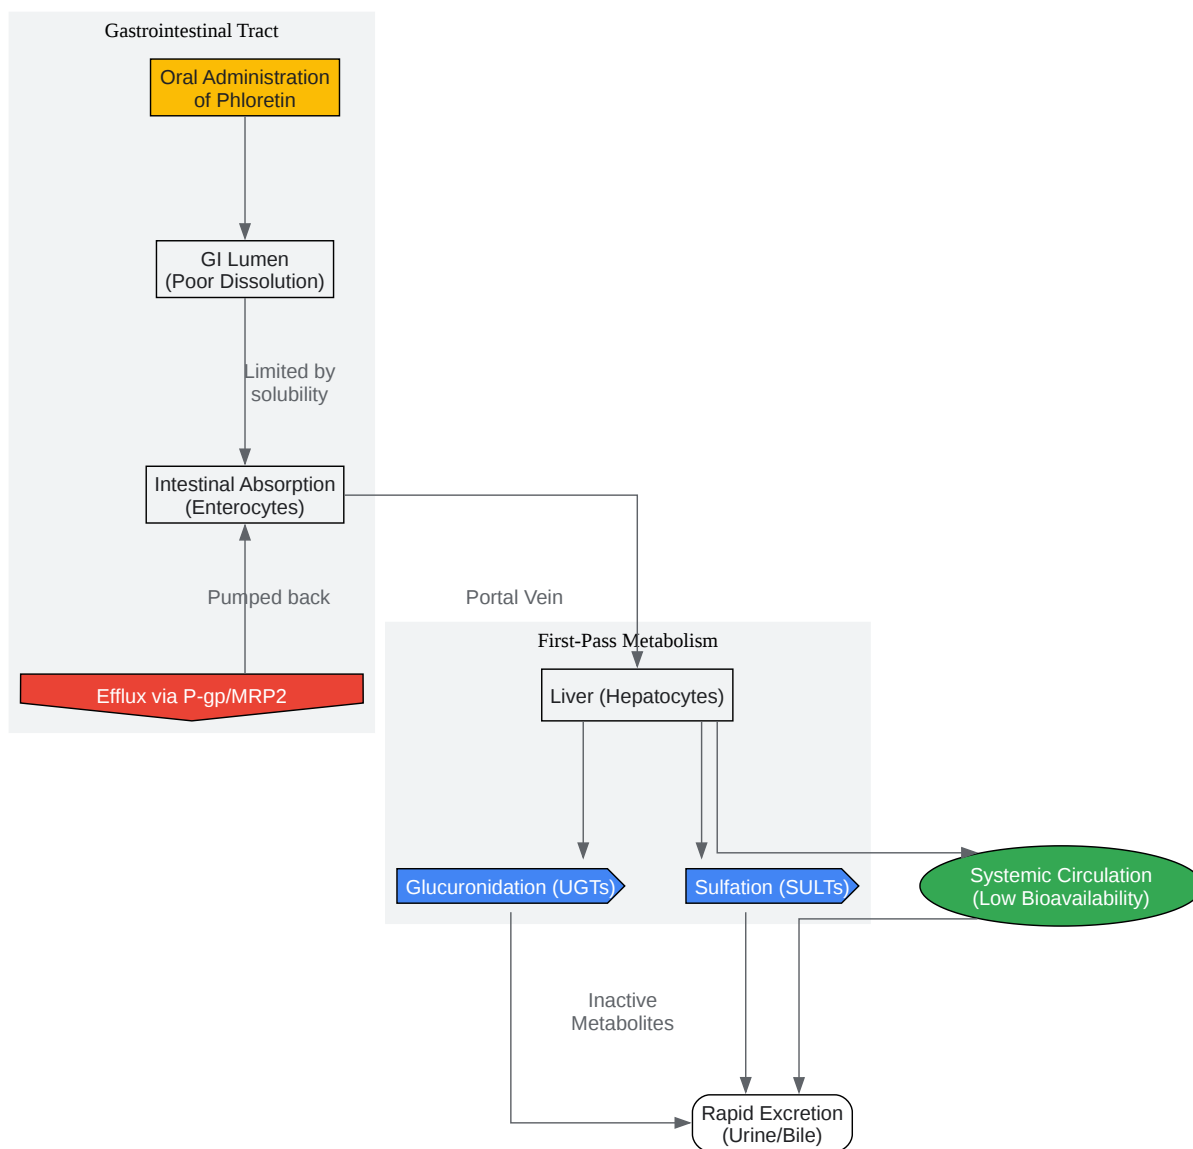 Gastrointestinal Tract
Oral Administration
of Phloretin
GI Lumen
(Poor Dissolution)
Limited by
solubility
Intestinal Absorption
(Enterocytes)
Pumped back
Portal Vein
First-Pass Metabolism
Efflux via P-gp/MRP2
Liver (Hepatocytes)
Glucuronidation (UGTs)
Sulfation (SULTs)
Systemic Circulation
(Low Bioavailability)
Inactive
Metabolites
Rapid Excretion
(Urine/Bile)